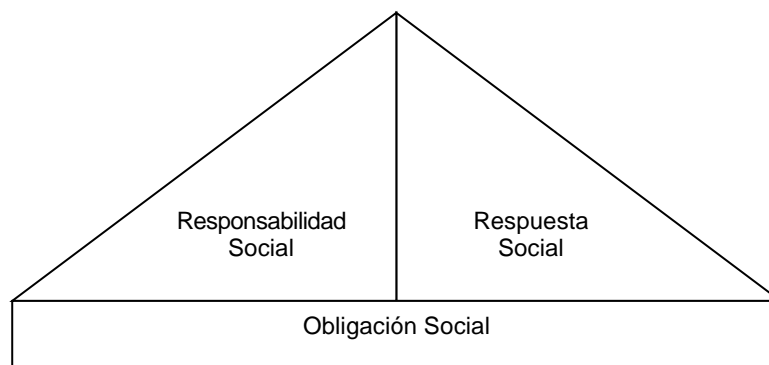 Responsabilidad
Social
Respuesta
Social
Obligación Social